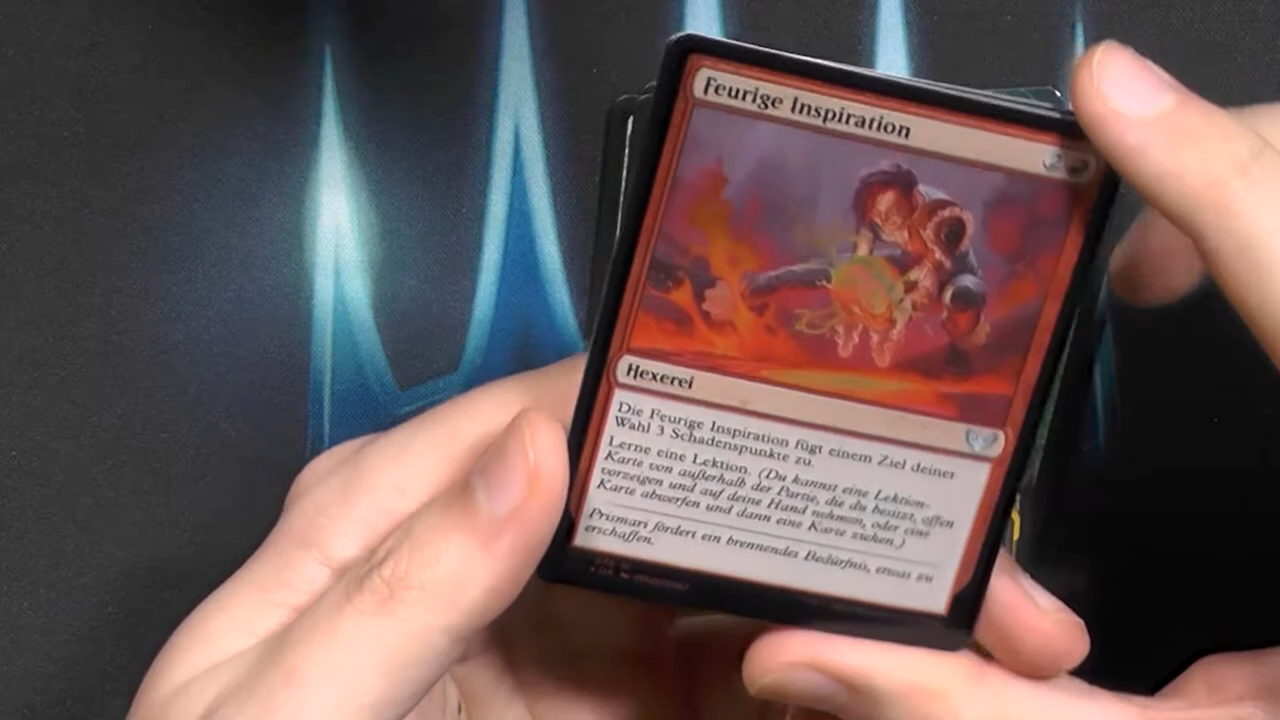 Feurige Inspiration
2
Hexerei
Die Feurige Inspiration fügt einem Ziel deiner
Wahl 3 Schadenspunkte zu.
Lerne eine Lektion. (Du kannst eine Lektion-
Karte von außerhalb der Partie, die du besitzt, offen
vorzeigen und auf deine Hand nehmen, oder eine
Karte abwerfen und dann eine Karte ziehen.)
Prismari fördert ein brennendes Bedürfnis, etwas zu
erschaffen.